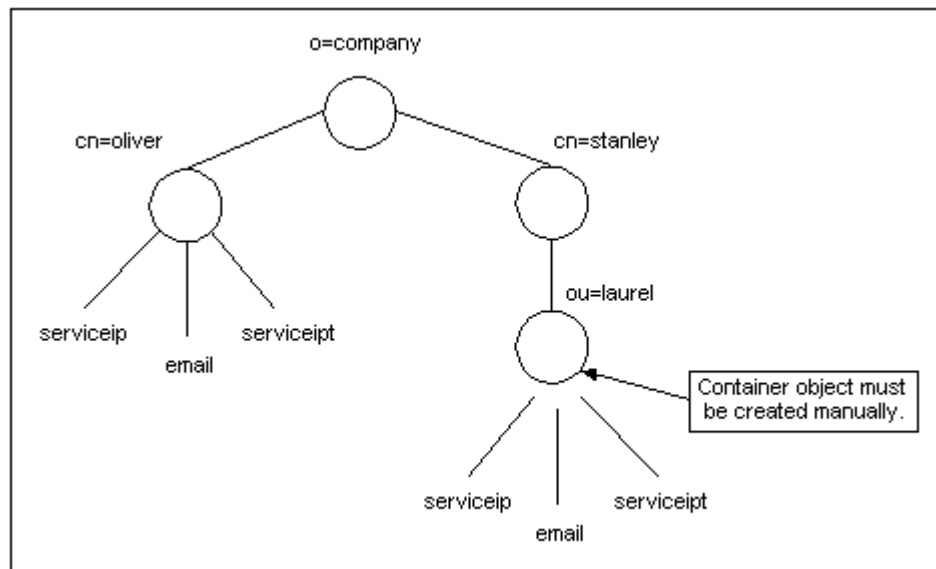 o=company
cn=oliver
cn=stanley
ou=laurel
serviceip
serviceipt
email
Container object must
be created manually.
serviceip
serviceipt
email